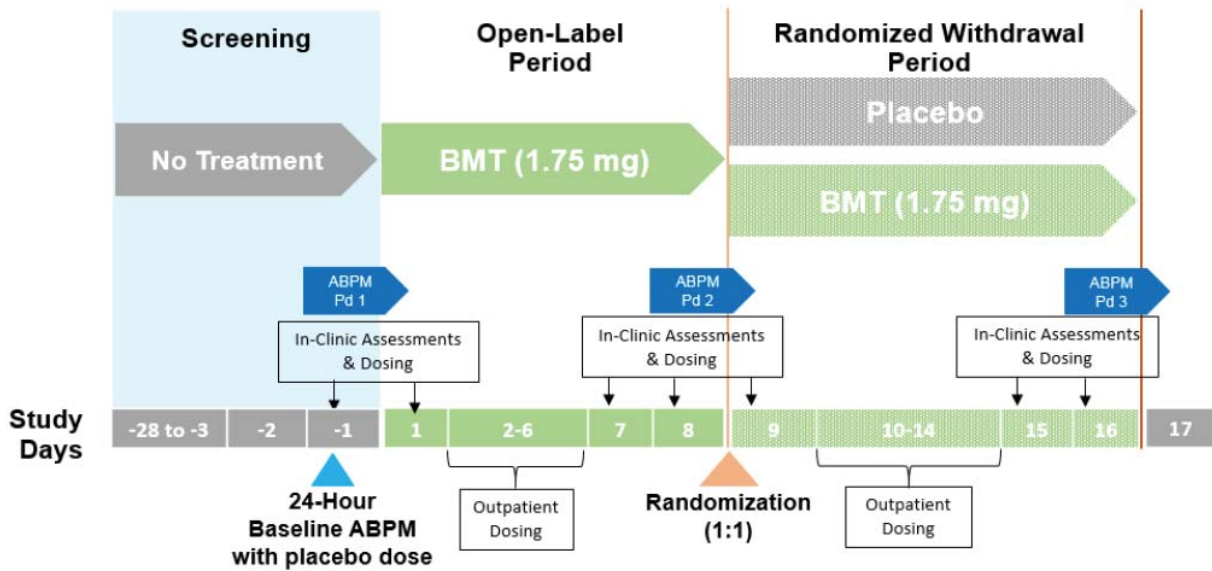 Screening
Open-Label
Period
Randomized Withdrawal
Period
No Treatment
BMT (1.75 mg)
Placebo
BMT (1.75 mg)
ABPM
Pd 1
ABPM
Pd 2
ABPM
Pd 3
In-Clinic Assessments
& Dosing
In-Clinic Assessments
& Dosing
In-Clinic Assessments
& Dosing
Study
Days
-28 to -3
-2
-1
1
2-6
7
8
9
10-14
15
16
17
24-Hour
Baseline ABPM
with placebo dose
Outpatient
Dosing
Randomization
(1:1)
Outpatient
Dosing